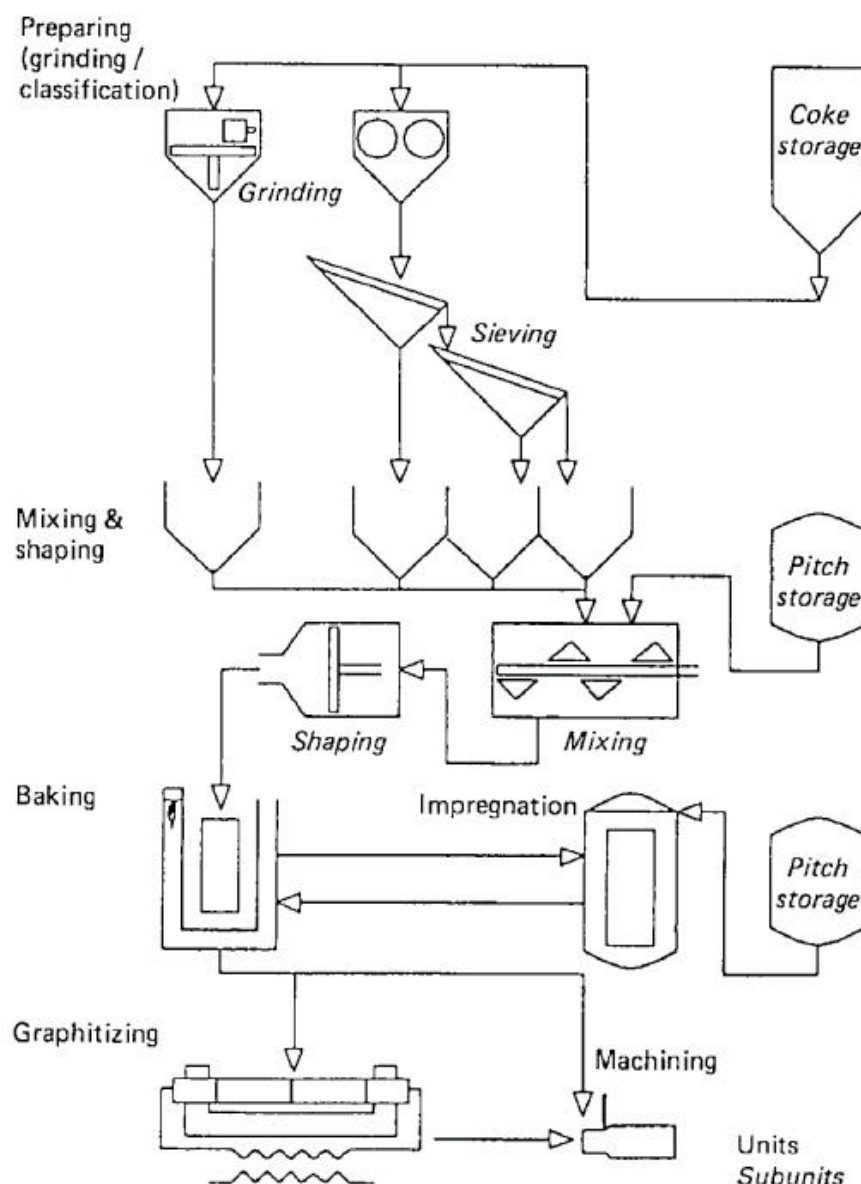 Preparing
(grinding /
classification)
Coke
storage
Grinding
Sieving
Mixing &
shaping
Pitch
storage
Shaping
Mixing
Baking
Impregnation
Pitch
storage
Graphitizing
Machining
Units
Subunits